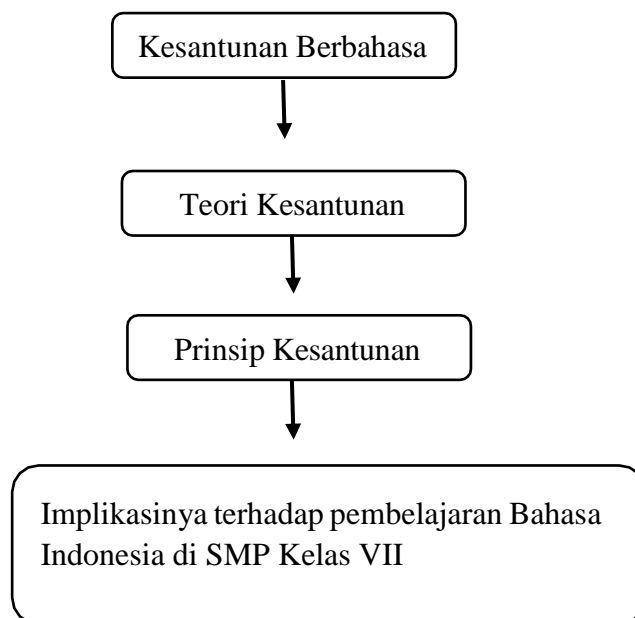 Kesantunan Berbahasa
Teori Kesantunan
Prinsip Kesantunan
Implikasinya terhadap pembelajaran Bahasa
Indonesia di SMP Kelas VII